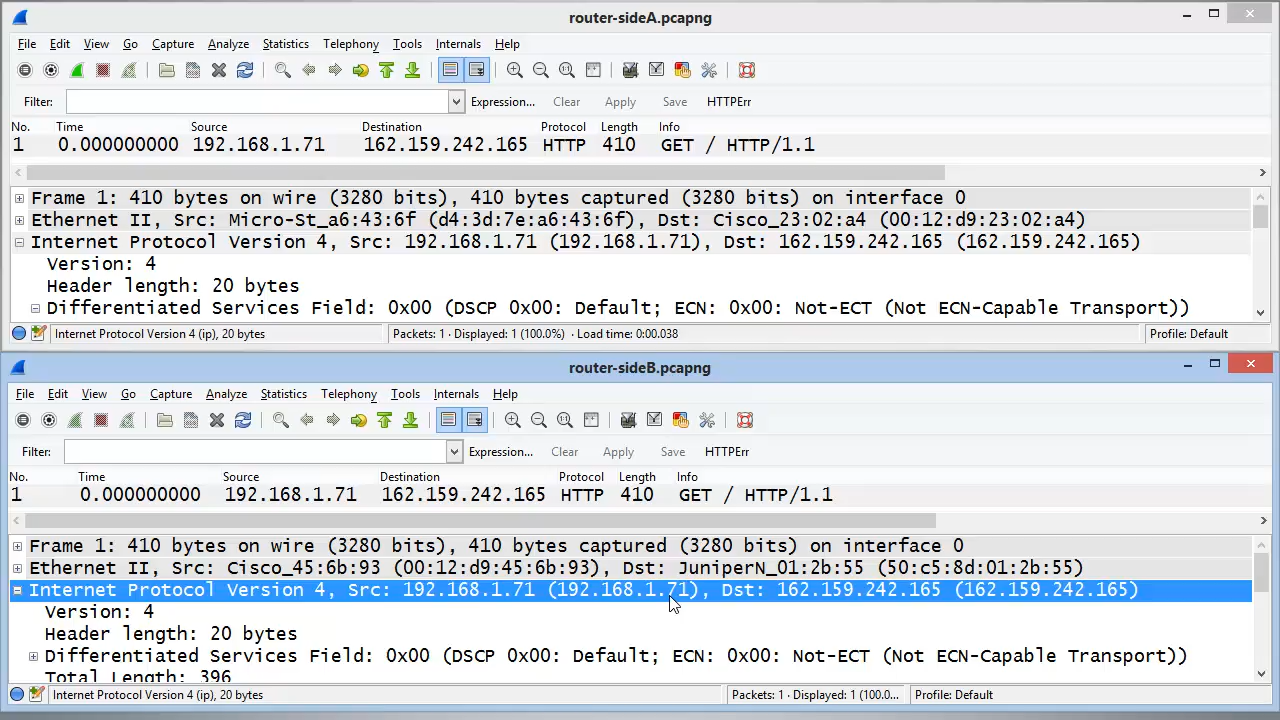 router-sideA.pcapng
File Edit View Go Capture Analyze Statistics Telephony Tools Internals Help
Filter: Expression... Clear Apply Save HTTPErr
No. Time Source Destination Protocol Length Info
1 0.000000000 192.168.1.71 162.159.242.165 HTTP 410 GET / HTTP/1.1
Frame 1: 410 bytes on wire (3280 bits), 410 bytes captured (3280 bits) on interface 0
Ethernet II, Src: Micro-St_a6:43:6f (d4:3d:7e:a6:43:6f), Dst: Cisco_23:02:a4 (00:12:d9:23:02:a4)
Internet Protocol Version 4, Src: 192.168.1.71 (192.168.1.71), Dst: 162.159.242.165 (162.159.242.165)
Version: 4
Header length: 20 bytes
Differentiated Services Field: 0x00 (DSCP 0x00: Default; ECN: 0x00: Not-ECT (Not ECN-Capable Transport))
Internet Protocol Version 4 (ip), 20 bytes Packets: 1 · Displayed: 1 (100.0%) · Load time: 0:00.038 Profile: Default
router-sideB.pcapng
File Edit View Go Capture Analyze Statistics Telephony Tools Internals Help
Filter: Expression... Clear Apply Save HTTPErr
No. Time Source Destination Protocol Length Info
1 0.000000000 192.168.1.71 162.159.242.165 HTTP 410 GET / HTTP/1.1
Frame 1: 410 bytes on wire (3280 bits), 410 bytes captured (3280 bits) on interface 0
Ethernet II, Src: Cisco_45:6b:93 (00:12:d9:45:6b:93), Dst: JuniperN_01:2b:55 (50:c5:8d:01:2b:55)
Internet Protocol Version 4, Src: 192.168.1.71 (192.168.1.71), Dst: 162.159.242.165 (162.159.242.165)
Version: 4
Header length: 20 bytes
Differentiated Services Field: 0x00 (DSCP 0x00: Default; ECN: 0x00: Not-ECT (Not ECN-Capable Transport))
Total Length: 396
Internet Protocol Version 4 (ip), 20 bytes Packets: 1 · Displayed: 1 (100.0... Profile: Default